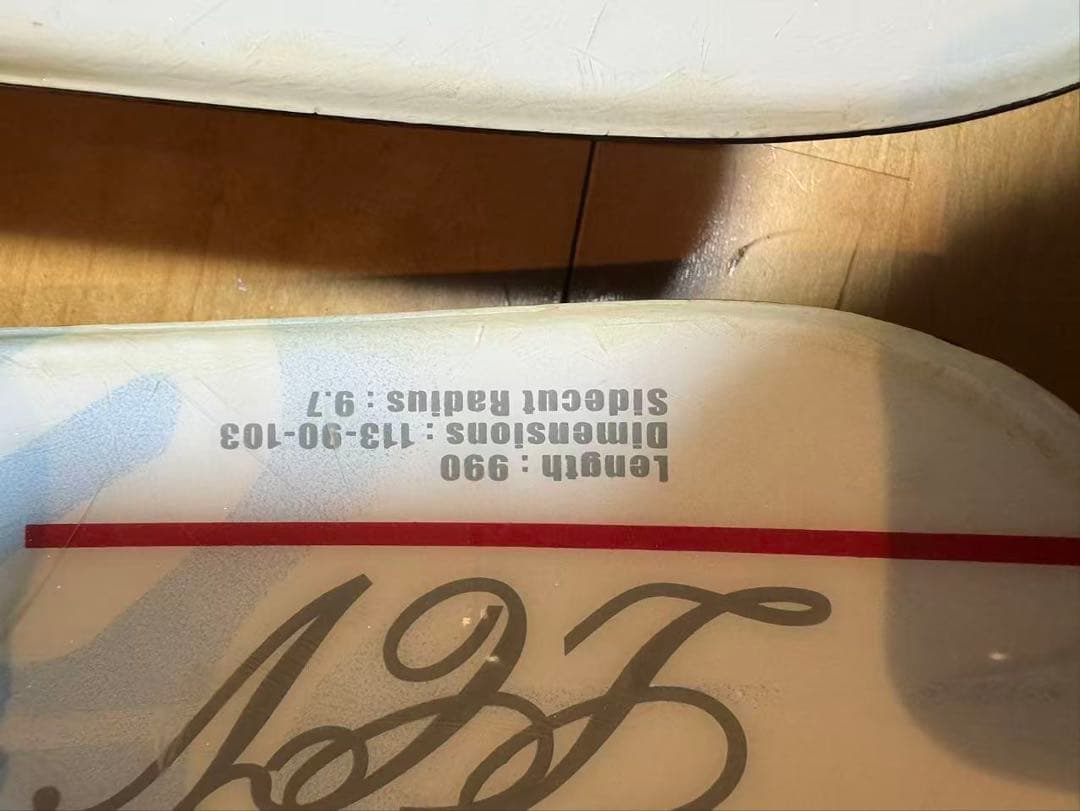 Length : 990
Dimensions : 113-90-103
Sidecut Radius : 9.7